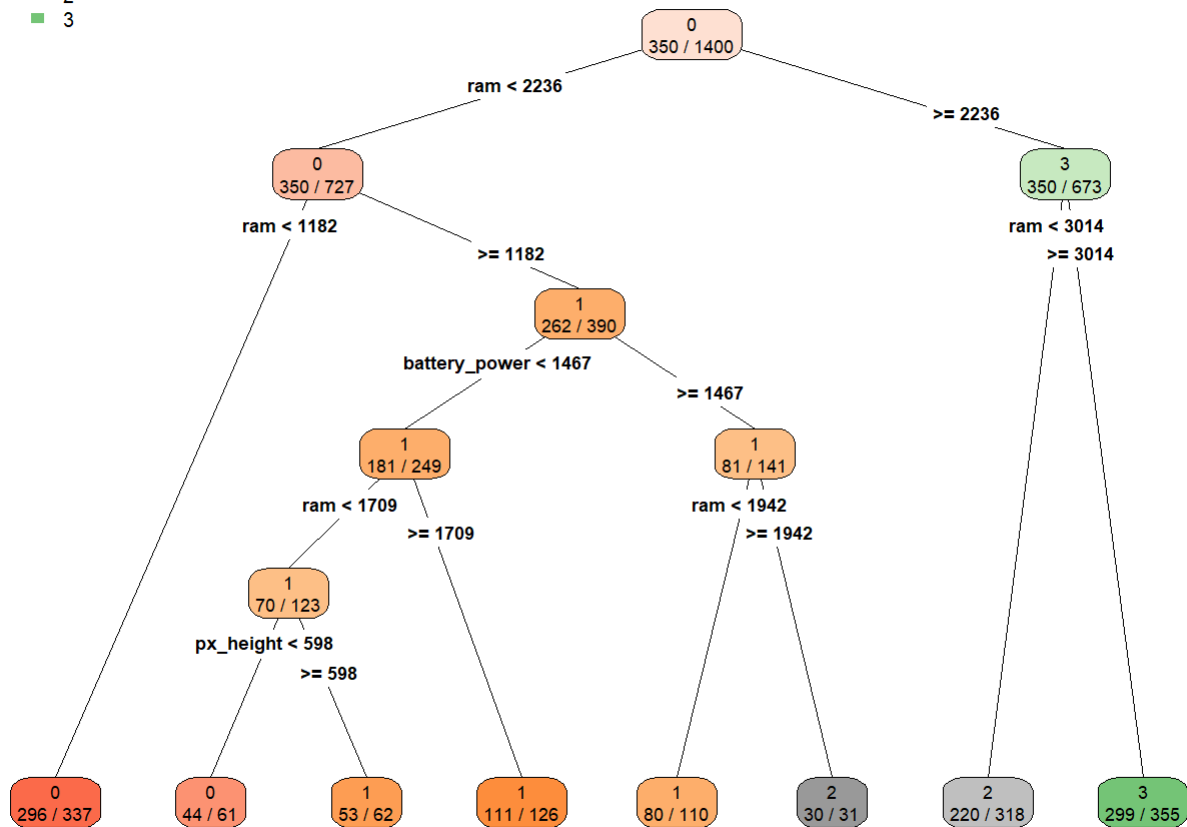 3
0
350 / 1400
ram < 2236
>= 2236
0
350 / 727
3
350 / 673
ram < 1182
>= 1182
ram < 3014
>= 3014
1
262 / 390
battery_power < 1467
>= 1467
1
181 / 249
1
81 / 141
ram < 1709
>= 1709
ram < 1942
>= 1942
1
70 / 123
px_height < 598
>= 598
0
296 / 337
0
44 / 61
1
53 / 62
1
111 / 126
1
80 / 110
2
30 / 31
2
220 / 318
3
299 / 355